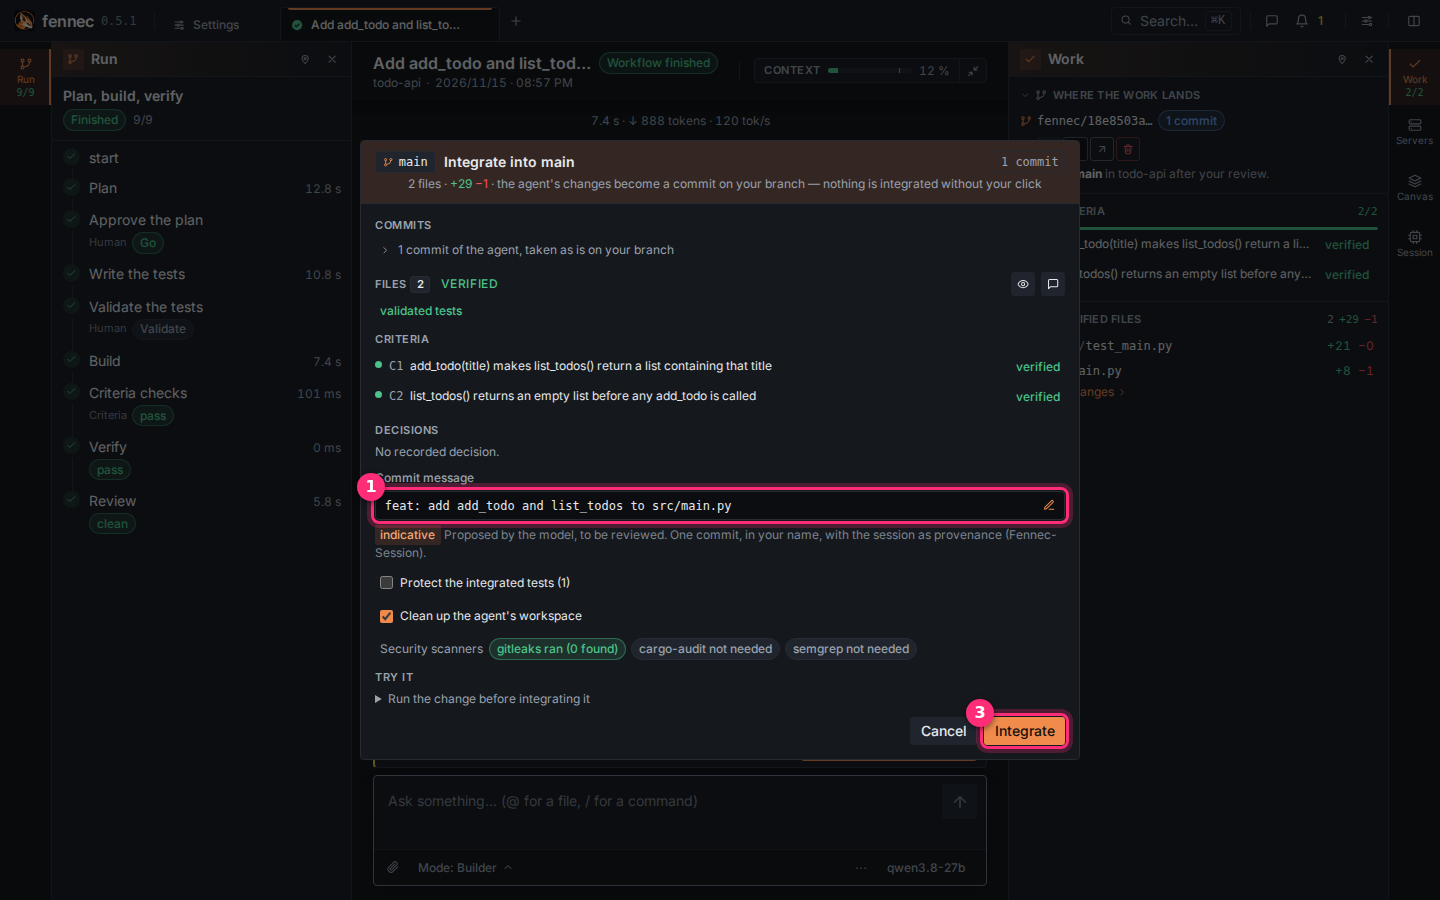 fennec 0.5.1
Settings
Add add_todo and list_to...
Search... ⌘K
1
Run
9/9
Run
Plan, build, verify
Finished 9/9
start
Plan 12.8 s
Approve the plan
Human Go
Write the tests 10.8 s
Validate the tests
Human Validate
Build 7.4 s
Criteria checks 101 ms
Criteria pass
Verify 0 ms
pass
Review 5.8 s
clean
Add add_todo and list_tod... Workflow finished
todo-api · 2026/11/15 · 08:57 PM
CONTEXT 12 %
7.4 s · ↓ 888 tokens · 120 tok/s
main Integrate into main 1 commit
2 files · +29 −1 · the agent's changes become a commit on your branch — nothing is integrated without your click
COMMITS
1 commit of the agent, taken as is on your branch
FILES 2 VERIFIED
validated tests
CRITERIA
C1 add_todo(title) makes list_todos() return a list containing that title verified
C2 list_todos() returns an empty list before any add_todo is called verified
DECISIONS
No recorded decision.
Commit message
1
feat: add add_todo and list_todos to src/main.py
indicative Proposed by the model, to be reviewed. One commit, in your name, with the session as provenance (Fennec-
Session).
Protect the integrated tests (1)
Clean up the agent's workspace
Security scanners gitleaks ran (0 found) cargo-audit not needed semgrep not needed
TRY IT
Run the change before integrating it
3
Cancel Integrate
Ask something... (@ for a file, / for a command)
Mode: Builder ... qwen3.8-27b
Work
WHERE THE WORK LANDS
fennec/18e8503a… 1 commit
main in todo-api after your review.
ERIA 2/2
_todo(title) makes list_todos() return a li... verified
todos() returns an empty list before any... verified
IFIED FILES 2 +29 −1
/test_main.py +21 −0
ain.py +8 −1
anges ›
Work
2/2
Servers
Canvas
Session